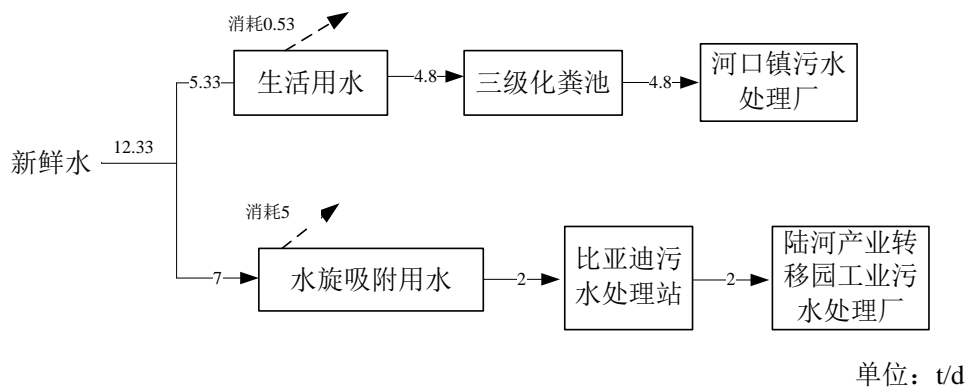 消耗0.53
5.33
生活用水
4.8
三级化粪池
4.8
河口镇污水
处理厂
新鲜水
12.33
消耗5
7
水旋吸附用水
2
比亚迪污
水处理站
2
陆河产业转
移园工业污
水处理厂
单位：t/d